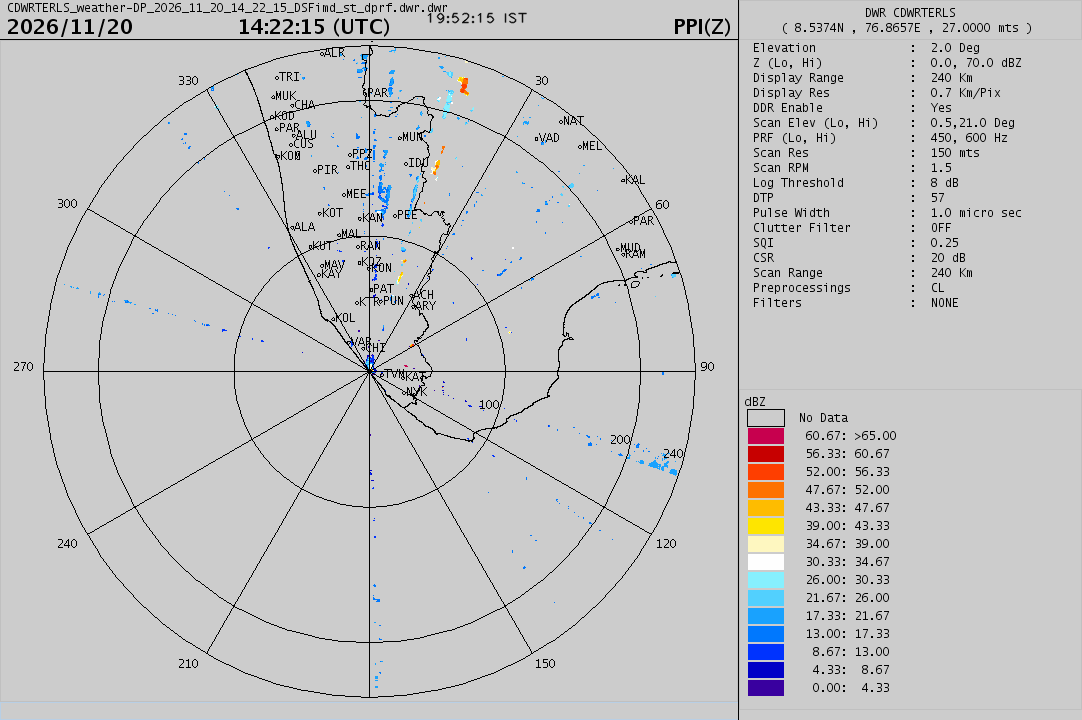 CDWRTERLS_weather-DP_2026_11_20_14_22_15_DSFimd_st_dprf.dwr.dwr
19:52:15 IST
2026/11/20 14:22:15 (UTC) PPI(Z)
DWR CDWRTERLS
( 8.5374N , 76.8657E , 27.0000 mts )
Elevation : 2.0 Deg
Z (Lo, Hi) : 0.0, 70.0 dBZ
Display Range : 240 Km
Display Res : 0.7 Km/Pix
DDR Enable : Yes
Scan Elev (Lo, Hi) : 0.5,21.0 Deg
PRF (Lo, Hi) : 450, 600 Hz
Scan Res : 150 mts
Scan RPM : 1.5
Log Threshold : 8 dB
DTP : 57
Pulse Width : 1.0 micro sec
Clutter Filter : OFF
SQI : 0.25
CSR : 20 dB
Scan Range : 240 Km
Preprocessings : CL
Filters : NONE
dBZ
No Data
60.67: >65.00
56.33: 60.67
52.00: 56.33
47.67: 52.00
43.33: 47.67
39.00: 43.33
34.67: 39.00
30.33: 34.67
26.00: 30.33
21.67: 26.00
17.33: 21.67
13.00: 17.33
8.67: 13.00
4.33: 8.67
0.00: 4.33
ALR
330 TRI 30
MUK PAR
CHA
KOD NAT
PAR
ALU MUN VAD
CUS MEL
PPZ
IDU
PIR THO
KAL
MEE
300 60
KOT KAN PEE
ALA PAR
MAL
KUT RAN MUD
RAM
MAV KON
KAY
PAT ACH
PUN ARY
KOL
VAR
CHI
270 TVM KAT 90
NYK
100
200
240
240 120
210 150